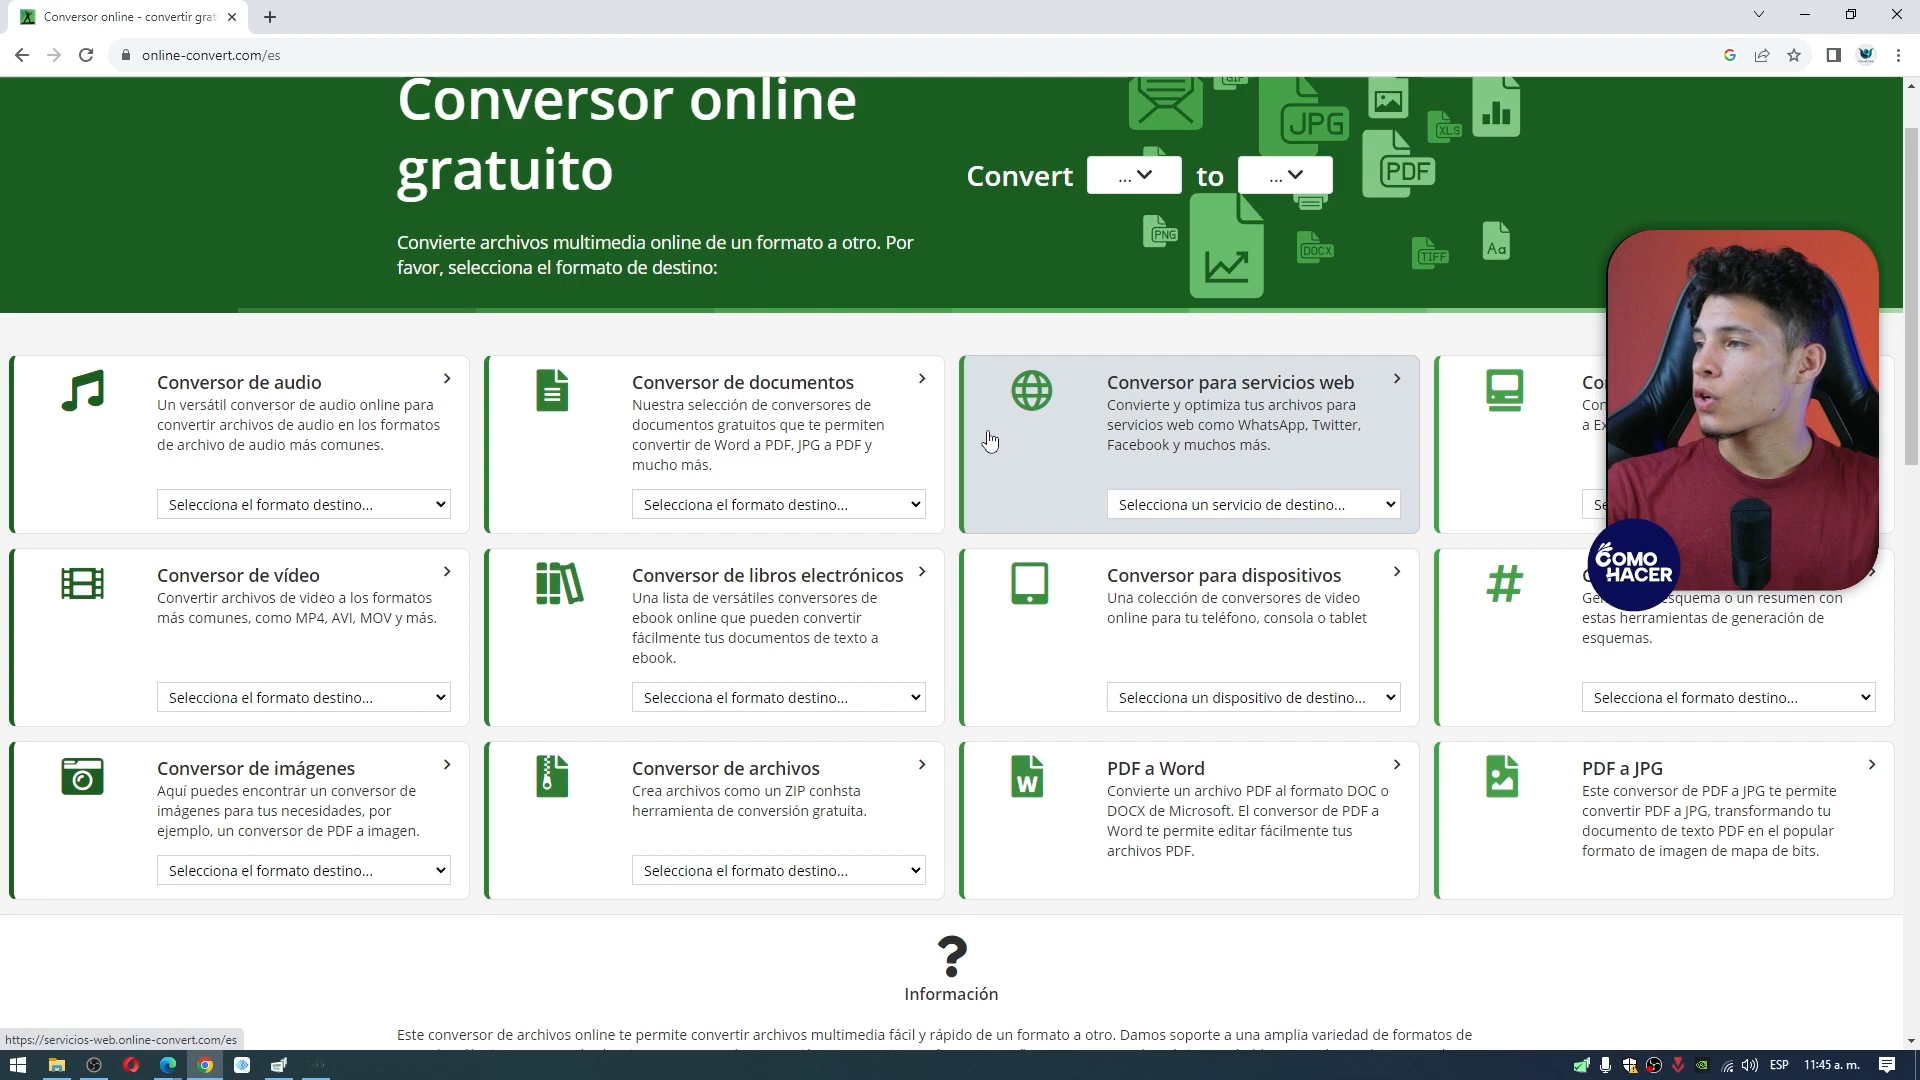 Conversor online - convertir grat
online-convert.com/es
Conversor online
gratuito
Convert ... to ...
Convierte archivos multimedia online de un formato a otro. Por
favor, selecciona el formato de destino:
GIF
JPG
XLS
PDF
PNG
DOCX
TIFF
Aa
Conversor de audio
Un versátil conversor de audio online para
convertir archivos de audio en los formatos
de archivo de audio más comunes.
Selecciona el formato destino...
Conversor de documentos
Nuestra selección de conversores de
documentos gratuitos que te permiten
convertir de Word a PDF, JPG a PDF y
mucho más.
Selecciona el formato destino...
Conversor para servicios web
Convierte y optimiza tus archivos para
servicios web como WhatsApp, Twitter,
Facebook y muchos más.
Selecciona un servicio de destino...
COMO
HACER
Conversor de vídeo
Convertir archivos de video a los formatos
más comunes, como MP4, AVI, MOV y más.
Selecciona el formato destino...
Conversor de libros electrónicos
Una lista de versátiles conversores de
ebook online que pueden convertir
fácilmente tus documentos de texto a
ebook.
Selecciona el formato destino...
Conversor para dispositivos
Una colección de conversores de video
online para tu teléfono, consola o tablet
Selecciona un dispositivo de destino...
#
esquema o un resumen con
estas herramientas de generación de
esquemas.
Selecciona el formato destino...
Conversor de imágenes
Aquí puedes encontrar un conversor de
imágenes para tus necesidades, por
ejemplo, un conversor de PDF a imagen.
Selecciona el formato destino...
Conversor de archivos
Crea archivos como un ZIP conhsta
herramienta de conversión gratuita.
Selecciona el formato destino...
W
PDF a Word
Convierte un archivo PDF al formato DOC o
DOCX de Microsoft. El conversor de PDF a
Word te permite editar fácilmente tus
archivos PDF.
PDF a JPG
Este conversor de PDF a JPG te permite
convertir PDF a JPG, transformando tu
documento de texto PDF en el popular
formato de imagen de mapa de bits.
?
Información
Este conversor de archivos online te permite convertir archivos multimedia fácil y rápido de un formato a otro. Damos soporte a una amplia variedad de formatos de
https://servicios-web.online-convert.com/es
ESP
11:45 a. m.